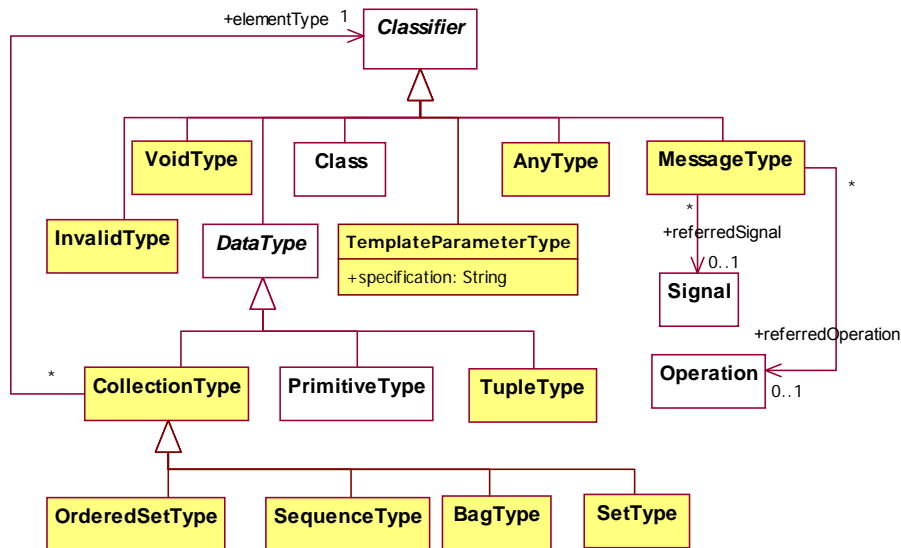 +elementType 1
Classifier
VoidType
Class
AnyType
MessageType
*
*
InvalidType
DataType
TemplateParameterType
+specification: String
+referredSignal
0..1
Signal
+referredOperation
*
CollectionType
PrimitiveType
TupleType
Operation
0..1
OrderedSetType
SequenceType
BagType
SetType